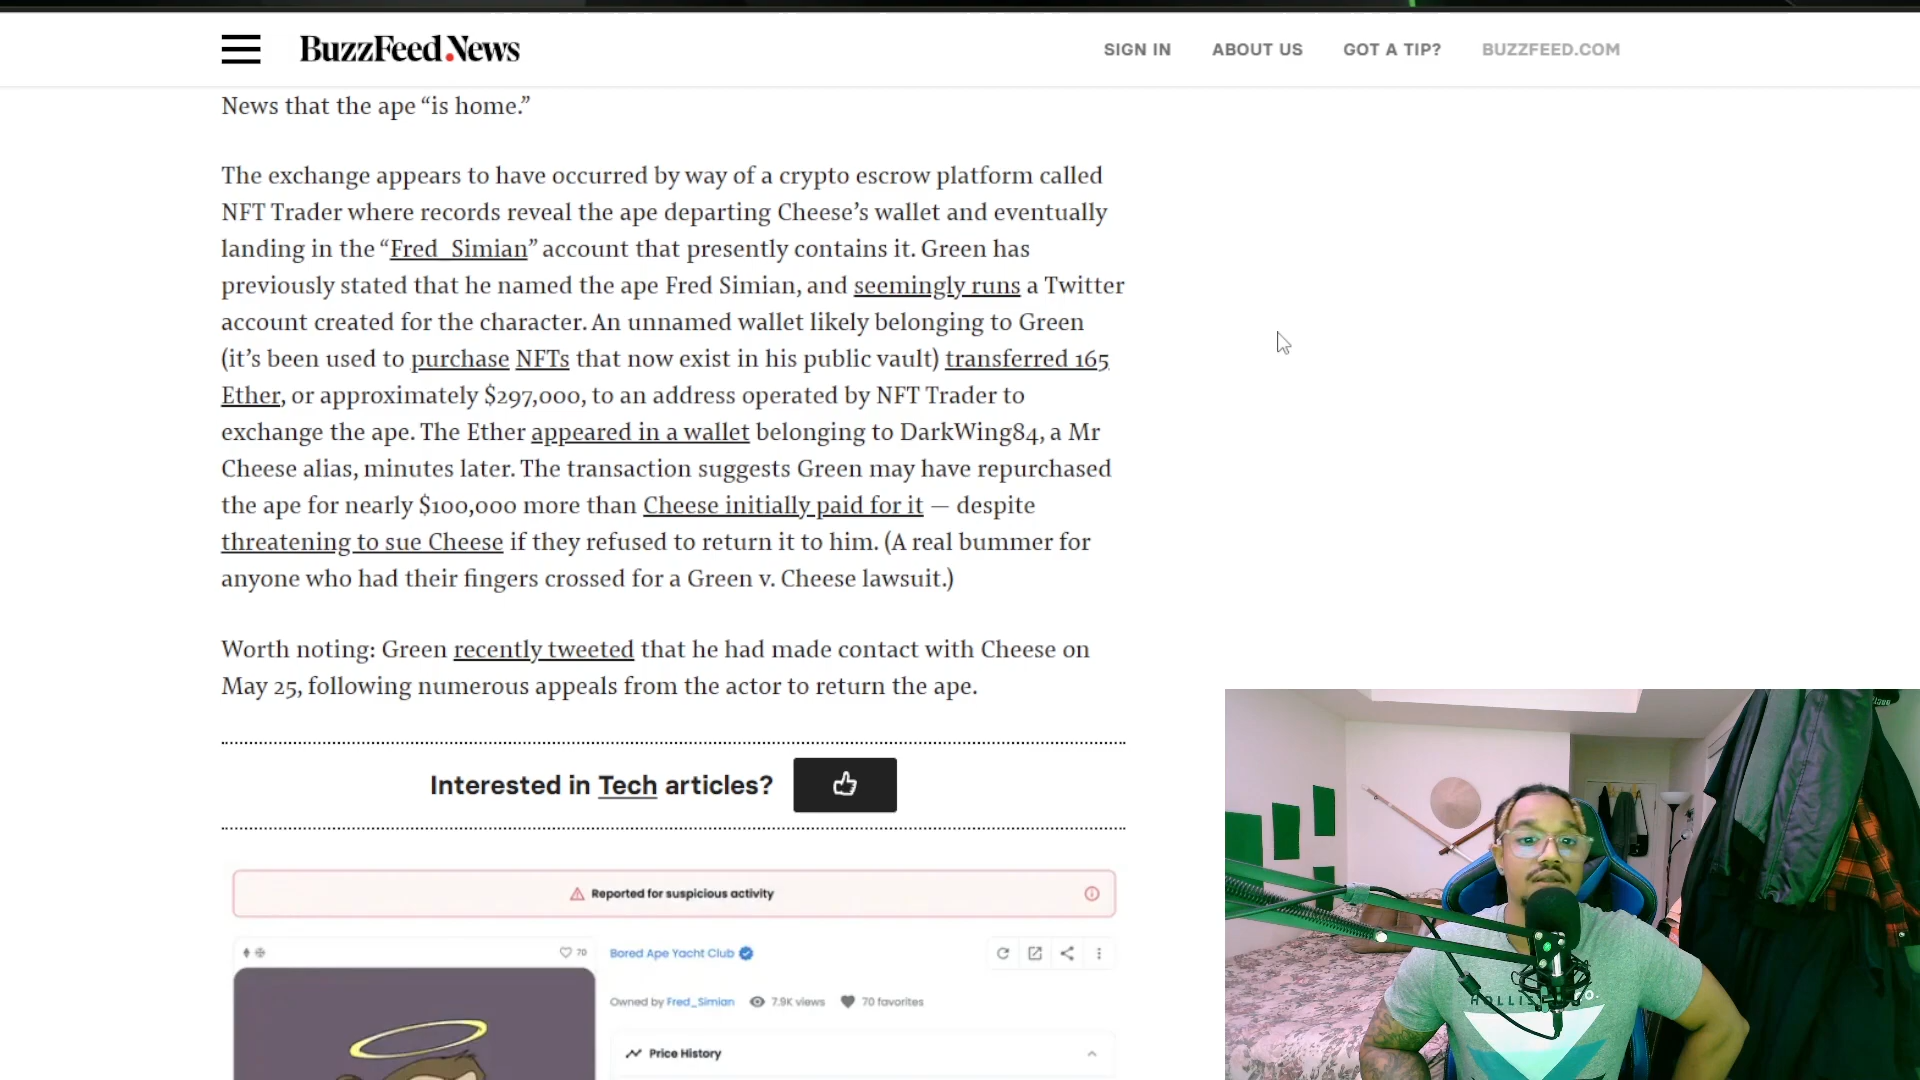 BuzzFeed.News
SIGN IN
ABOUT US
GOT A TIP?
BUZZFEED.COM
News that the ape “is home.”
The exchange appears to have occurred by way of a crypto escrow platform called
NFT Trader where records reveal the ape departing Cheese’s wallet and eventually
landing in the “Fred_Simian” account that presently contains it. Green has
previously stated that he named the ape Fred Simian, and seemingly runs a Twitter
account created for the character. An unnamed wallet likely belonging to Green
(it’s been used to purchase NFTs that now exist in his public vault) transferred 165
Ether, or approximately $297,000, to an address operated by NFT Trader to
exchange the ape. The Ether appeared in a wallet belonging to DarkWing84, a Mr
Cheese alias, minutes later. The transaction suggests Green may have repurchased
the ape for nearly $100,000 more than Cheese initially paid for it — despite
threatening to sue Cheese if they refused to return it to him. (A real bummer for
anyone who had their fingers crossed for a Green v. Cheese lawsuit.)
Worth noting: Green recently tweeted that he had made contact with Cheese on
May 25, following numerous appeals from the actor to return the ape.
Interested in Tech articles?
Reported for suspicious activity
70
Bored Ape Yacht Club
Owned by Fred_Simian
7.9K views
70 favorites
Price History